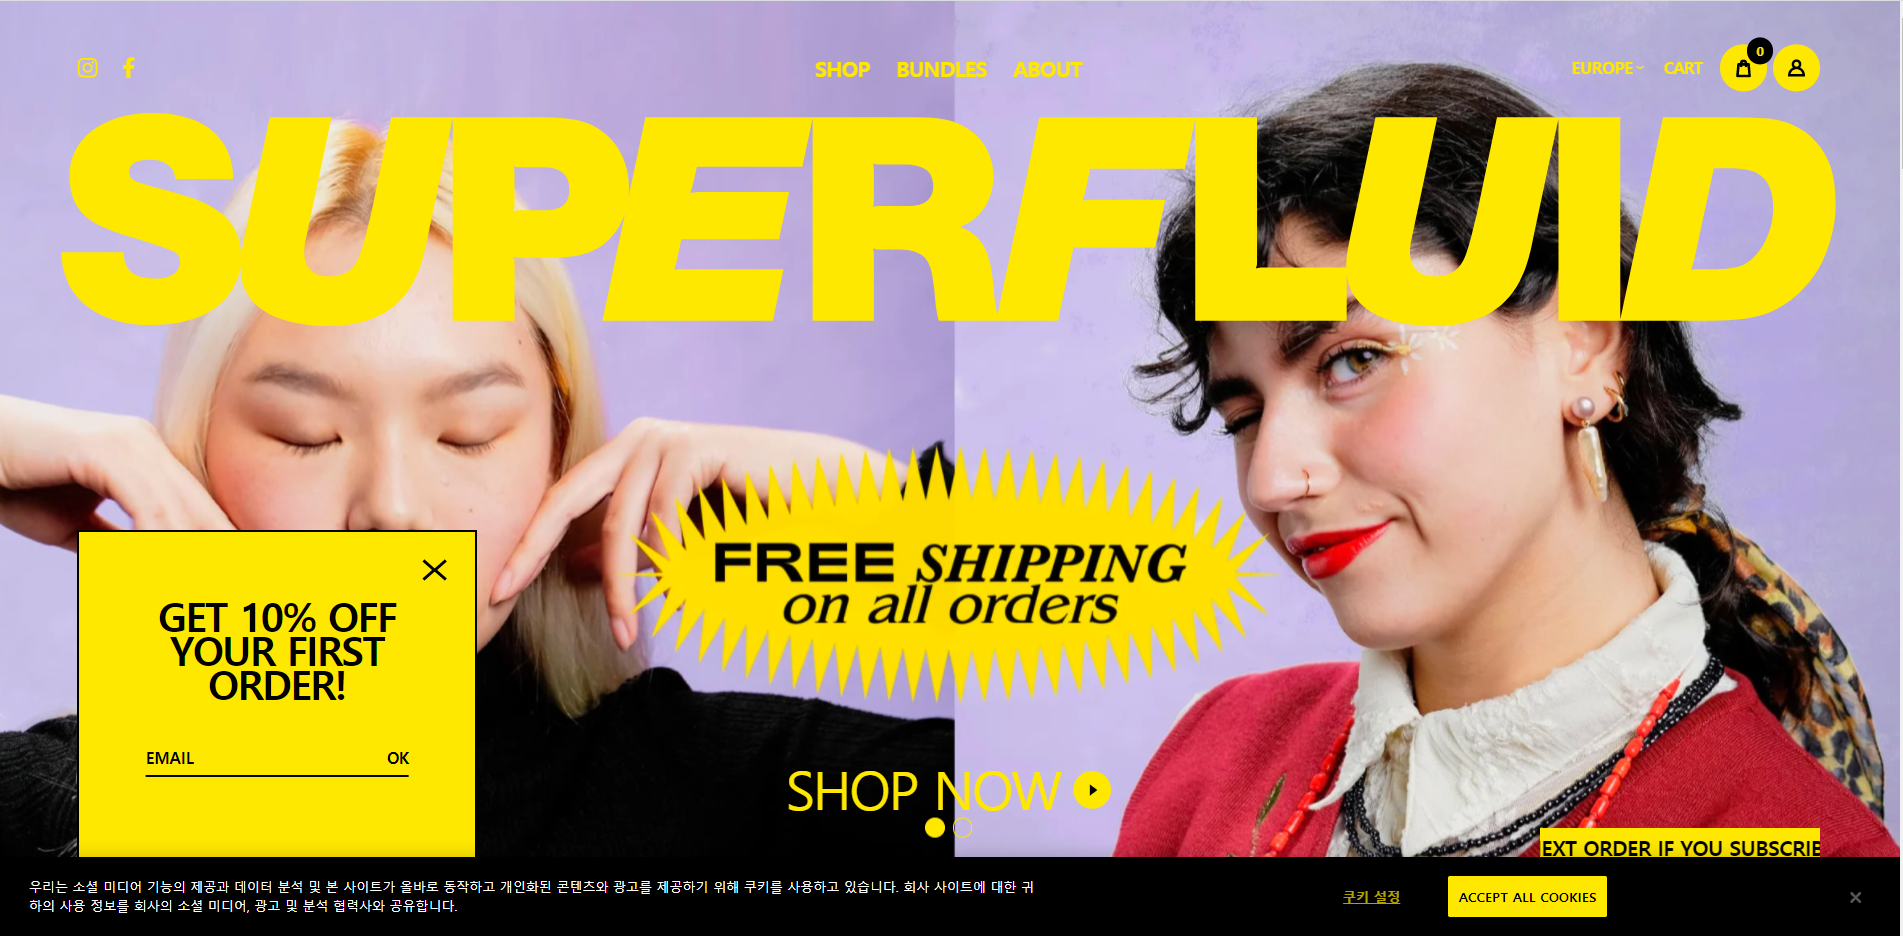 SHOP BUNDLES ABOUT
EUROPE CART 0
SUPERFLUID
FREE SHIPPING
on all orders
GET 10% OFF
YOUR FIRST
ORDER!
EMAIL OK
SHOP NOW
EXT ORDER IF YOU SUBSCRIE
우리는 소셜 미디어 기능의 제공과 데이터 분석 및 본 사이트가 올바로 동작하고 개인화된 콘텐츠와 광고를 제공하기 위해 쿠키를 사용하고 있습니다. 회사 사이트에 대한 귀
하의 사용 정보를 회사의 소셜 미디어, 광고 및 분석 협력사와 공유합니다.
쿠키 설정
ACCEPT ALL COOKIES